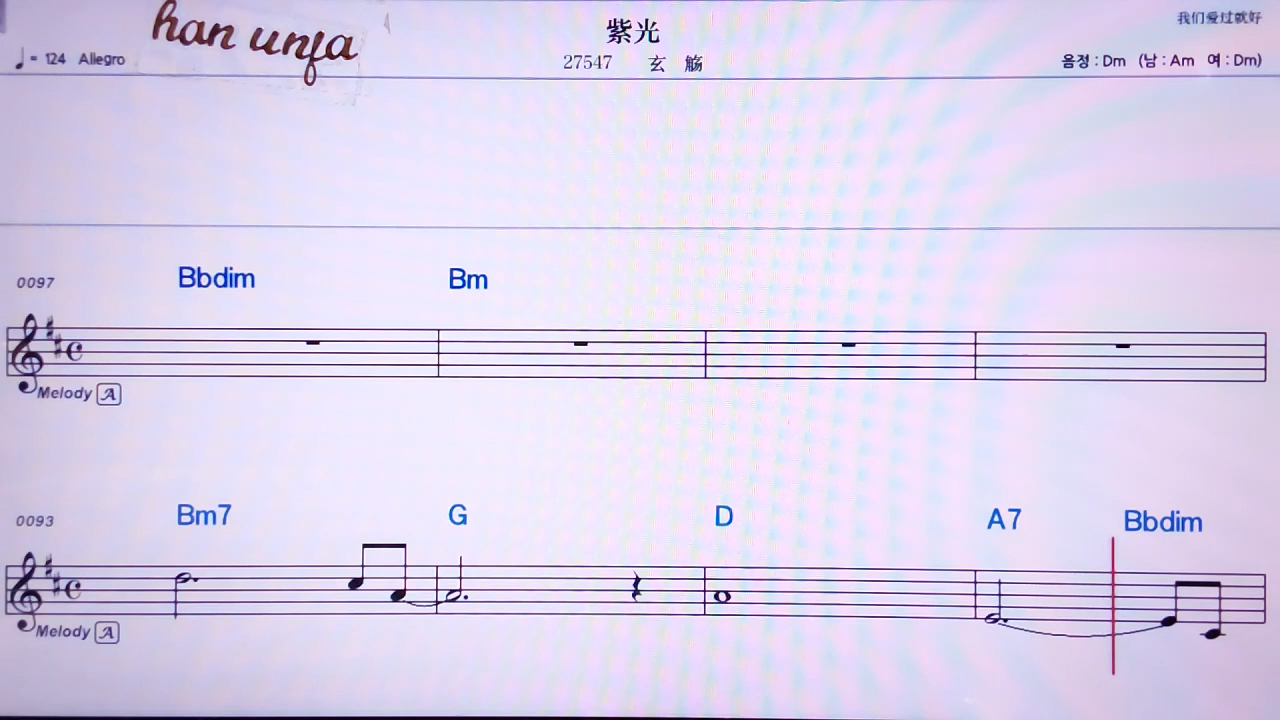 han unfa
紫光
我们爱过就好
♩= 124 Allegro
27547 玄 觞
음정 : Dm (남 : Am 여 : Dm)
0097 Bbdim Bm
Melody A
0093 Bm7 G D A7 Bbdim
Melody A